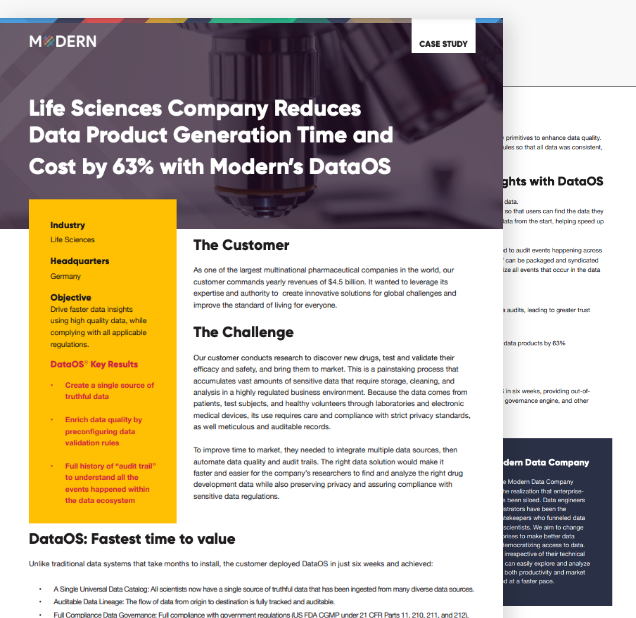 MODERN
CASE STUDY
Life Sciences Company Reduces
Data Product Generation Time and
Cost by 63% with Modern's DataOS
Industry
Life Sciences
Headquarters
Germany
Objective
Drive faster data insights
using high quality data, while
complying with all applicable
regulations.
DataOS® Key Results
• Create a single source of
truthful data
• Enrich data quality by
preconfiguring data
validation rules
• Full history of "audit trail"
to understand all the
events happened within
the data ecosystem
The Customer
As one of the largest multinational pharmaceutical companies in the world, our
customer commands yearly revenues of $4.5 billion. It wanted to leverage its
expertise and authority to create innovative solutions for global challenges and
improve the standard of living for everyone.
The Challenge
Our customer conducts research to discover new drugs, test and validate their
efficacy and safety, and bring them to market. This is a painstaking process that
accumulates vast amounts of sensitive data that require storage, cleaning, and
analysis in a highly regulated business environment. Because the data comes from
patients, test subjects, and healthy volunteers through laboratories and electronic
medical devices, its use requires care and compliance with strict privacy standards,
as well meticulous and auditable records.
To improve time to market, they needed to integrate multiple data sources, then
automate data quality and audit trails. The right data solution would make it
faster and easier for the company's researchers to find and analyze the right drug
development data while also preserving privacy and assuring compliance with
sensitive data regulations.
DataOS: Fastest time to value
Unlike traditional data systems that take months to install, the customer deployed DataOS in just six weeks and achieved:
• A Single Universal Data Catalog: All scientists now have a single source of truthful data that has been ingested from many diverse data sources.
• Auditable Data Lineage: The flow of data from origin to destination is fully tracked and auditable.
• Full Compliance Data Governance: Full compliance with government regulations (US FDA CGMP under 21 CFR Parts 11, 210, 211, and 212).
primitives to enhance data quality.
ules so that all data was consistent,
ghts with DataOS
data.
so that users can find the data they
data from the start, helping speed up
d to audit events happening across
can be packaged and syndicated
ize all events that occur in the data
audits, leading to greater trust
data products by 63%
in six weeks, providing out-of-
governance engine, and other
dern Data Company
e Modern Data Company
the realization that enterprise-
been siloed. Data engineers
strators have been the
tekeepers who funneled data
scientists. We aim to change
prises to make better data
emocratizing access to data.
irrespective of their technical
can easily explore and analyze
both productivity and market
d at a faster pace.